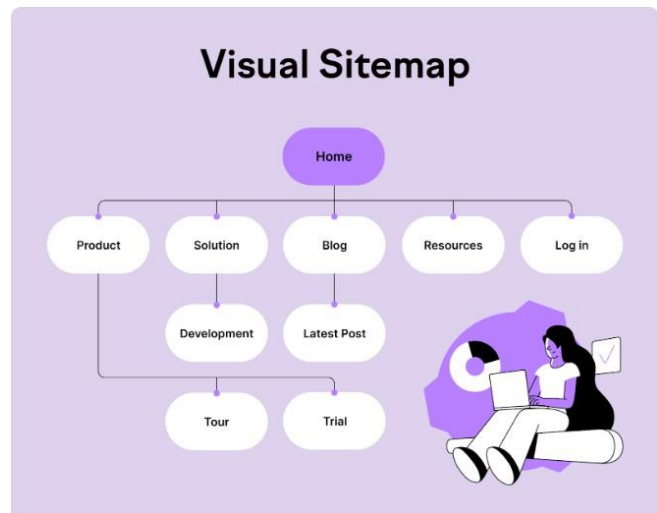 Visual Sitemap
Home
Product
Solution
Blog
Resources
Log in
Development
Latest Post
Tour
Trial